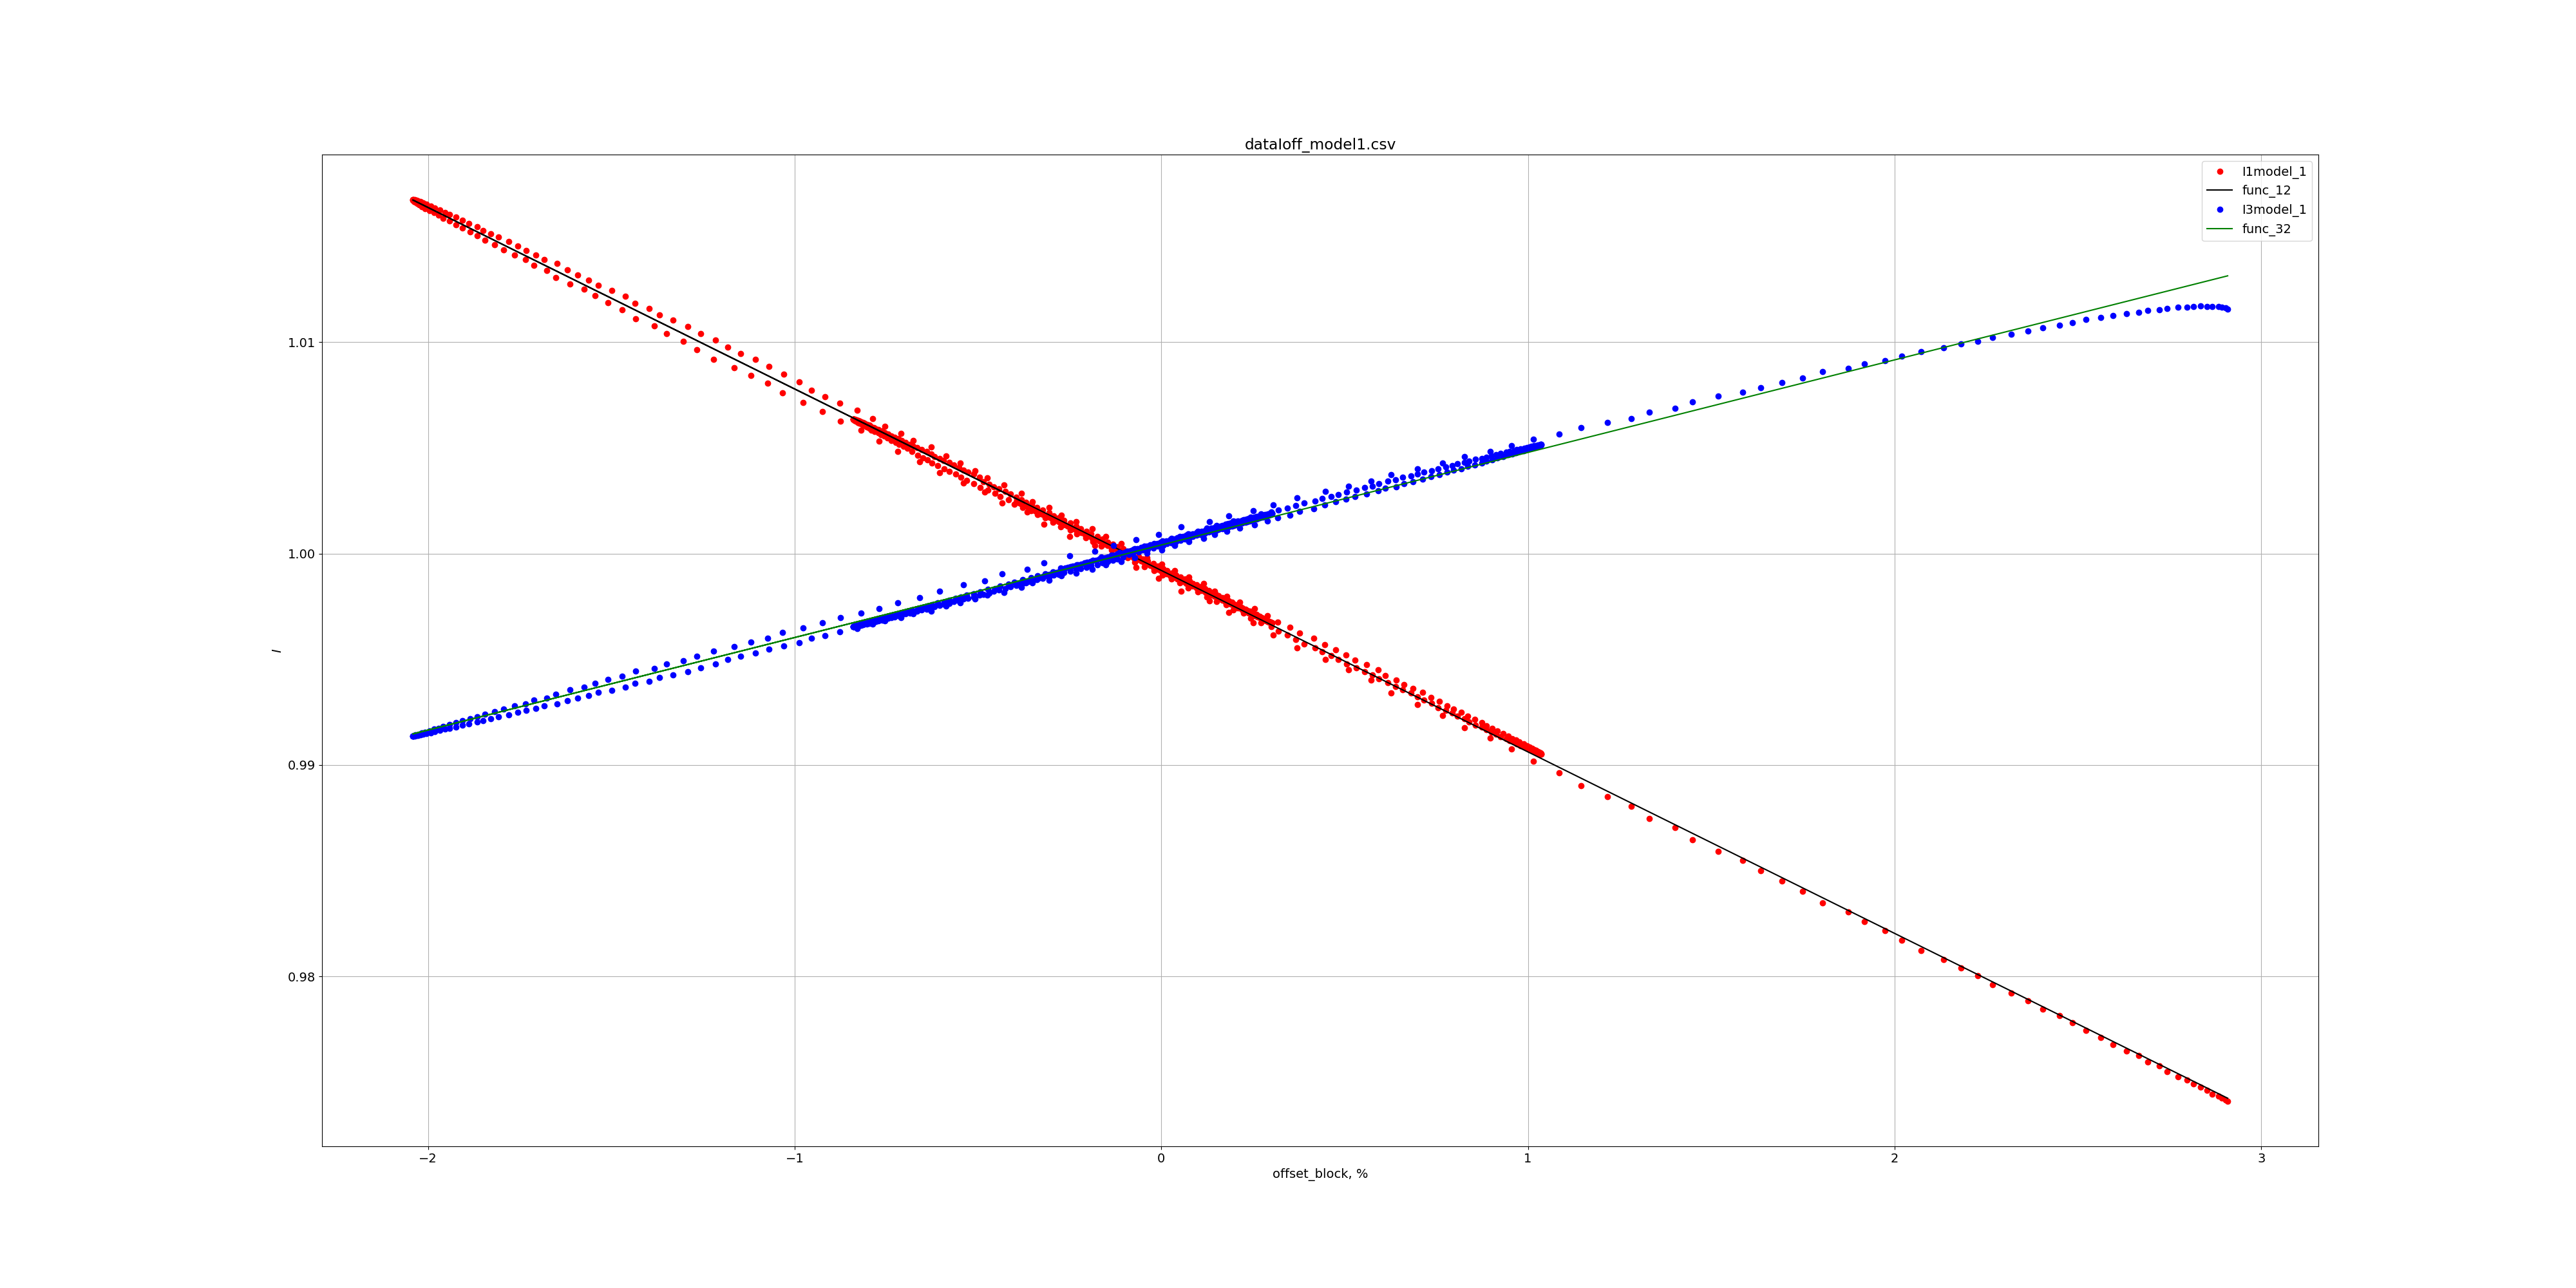 dataloff_model1.csv
I1model_1
func_12
I3model_1
func_32
1.01
1.00
0.99
0.98
I
−2
−1
0
1
2
3
offset_block, %